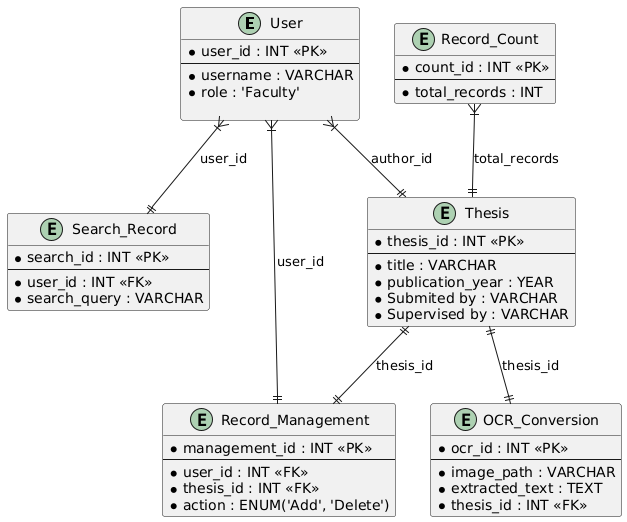 E User
* user_id : INT «PK»
* username : VARCHAR
* role : 'Faculty'
E Record_Count
* count_id : INT «PK»
* total_records : INT
user_id
author_id
total_records
E Search_Record
* search_id : INT «PK»
* user_id : INT «FK»
* search_query : VARCHAR
E Thesis
* thesis_id : INT «PK»
* title : VARCHAR
* publication_year : YEAR
* Submited by : VARCHAR
* Supervised by : VARCHAR
user_id
thesis_id
thesis_id
E Record_Management
* management_id : INT «PK»
* user_id : INT «FK»
* thesis_id : INT «FK»
* action : ENUM('Add', 'Delete')
E OCR_Conversion
* ocr_id : INT «PK»
* image_path : VARCHAR
* extracted_text : TEXT
* thesis_id : INT «FK»